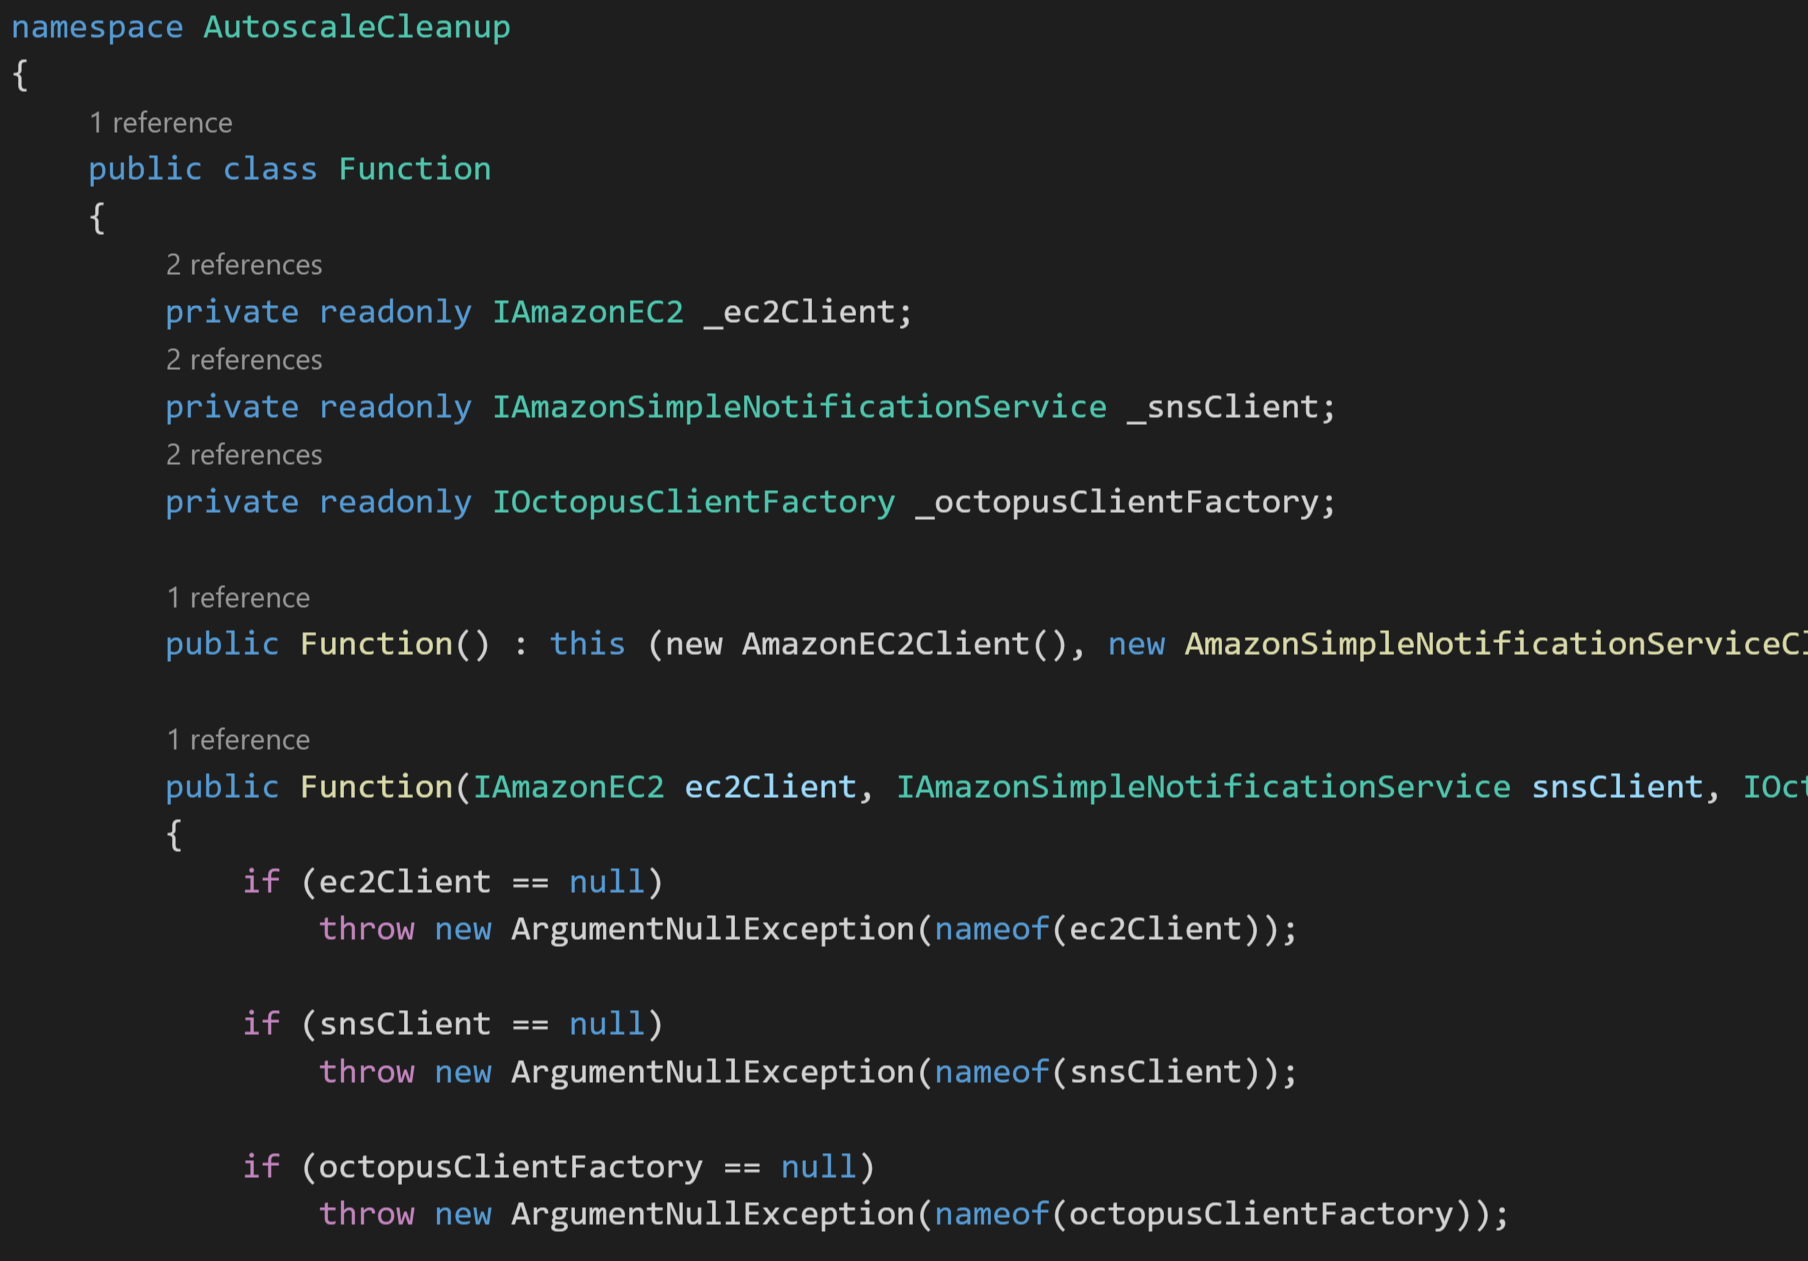 namespace AutoscaleCleanup
{
1 reference
public class Function
{
2 references
private readonly IAmazonEC2 _ec2Client;
2 references
private readonly IAmazonSimpleNotificationService _snsClient;
2 references
private readonly IOctopusClientFactory _octopusClientFactory;
1 reference
public Function() : this (new AmazonEC2Client(), new AmazonSimpleNotificationServiceCl
1 reference
public Function(IAmazonEC2 ec2Client, IAmazonSimpleNotificationService snsClient, IOct
{
if (ec2Client == null)
throw new ArgumentNullException(nameof(ec2Client));
if (snsClient == null)
throw new ArgumentNullException(nameof(snsClient));
if (octopusClientFactory == null)
throw new ArgumentNullException(nameof(octopusClientFactory));